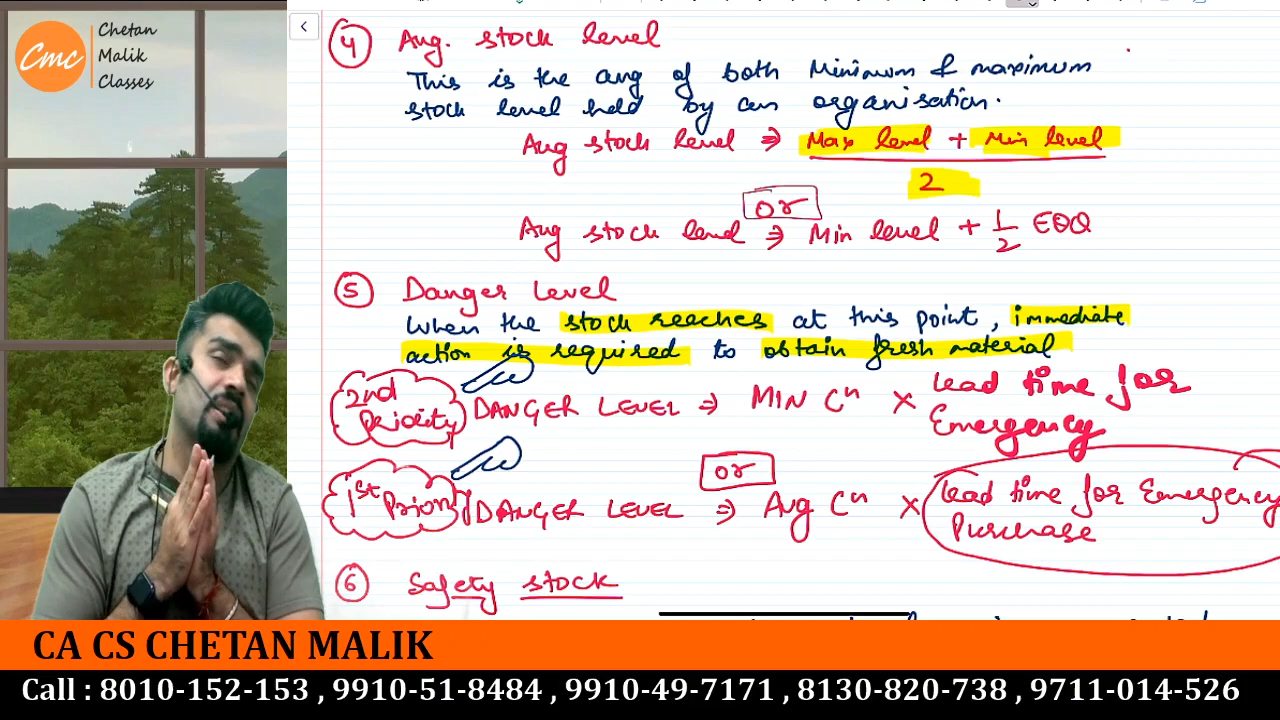 Cmc
Chetan
Malik
Classes
4 Avg. stock level
This is the avg of both Minimum & maximum
stock level held by an organisation.
Avg stock level ⇒ Max level + Min level
2
or
Avg stock level ⇒ Min level + 1/2 EOQ
5 Danger Level
When the stock reaches at this point, immediate
action is required to obtain fresh material
2nd Priority DANGER LEVEL ⇒ MIN Cⁿ × lead time for
Emergency
or
1st Priority DANGER LEVEL ⇒ Avg Cⁿ × lead time for Emergency
Purchase
6 Safety stock
CA CS CHETAN MALIK
Call : 8010-152-153 , 9910-51-8484 , 9910-49-7171 , 8130-820-738 , 9711-014-526